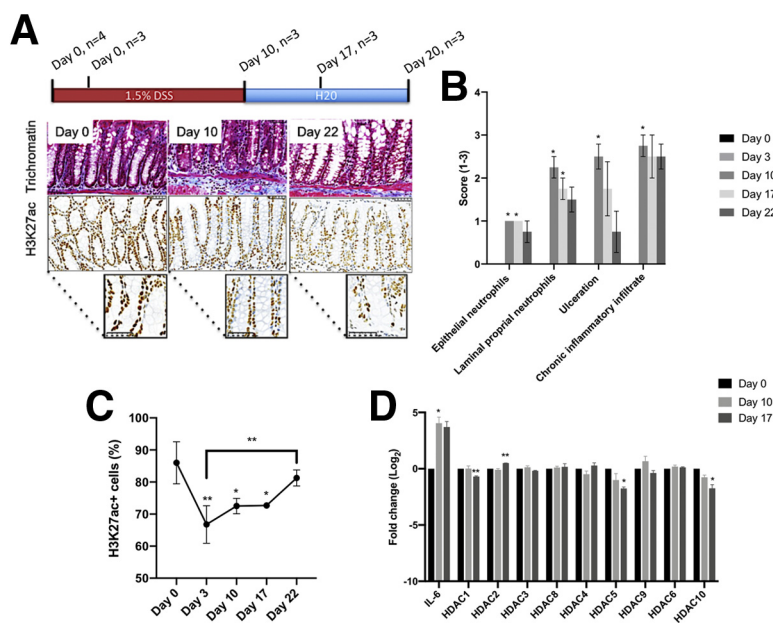 A
Day 0, n=4
Day 0, n=3
Day 10, n=3
Day 17, n=3
Day 20, n=3
1.5% DSS
H20
Trichromatin
Day 0
Day 10
Day 22
H3K27ac
B
Score (1-3)
4
3
2
1
0
Epithelial neutrophils
Laminal proprial neutrophils
Ulceration
Chronic inflammatory infiltrate
* * * * * *
Day 0
Day 3
Day 10
Day 17
Day 22
C
H3K27ac+ cells (%)
100
90
80
70
60
50
**
** * *
Day 0
Day 3
Day 10
Day 17
Day 22
D
Day 0
Day 10
Day 17
Fold change (Log2)
5
0
-5
-10
* ** ** * *
IL-6
HDAC1
HDAC2
HDAC3
HDAC8
HDAC4
HDAC5
HDAC9
HDAC6
HDAC10